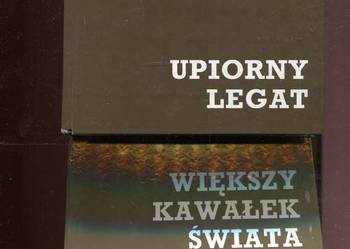 UPIORNY
LEGAT
WIĘKSZY
KAWAŁEK
ŚWIATA